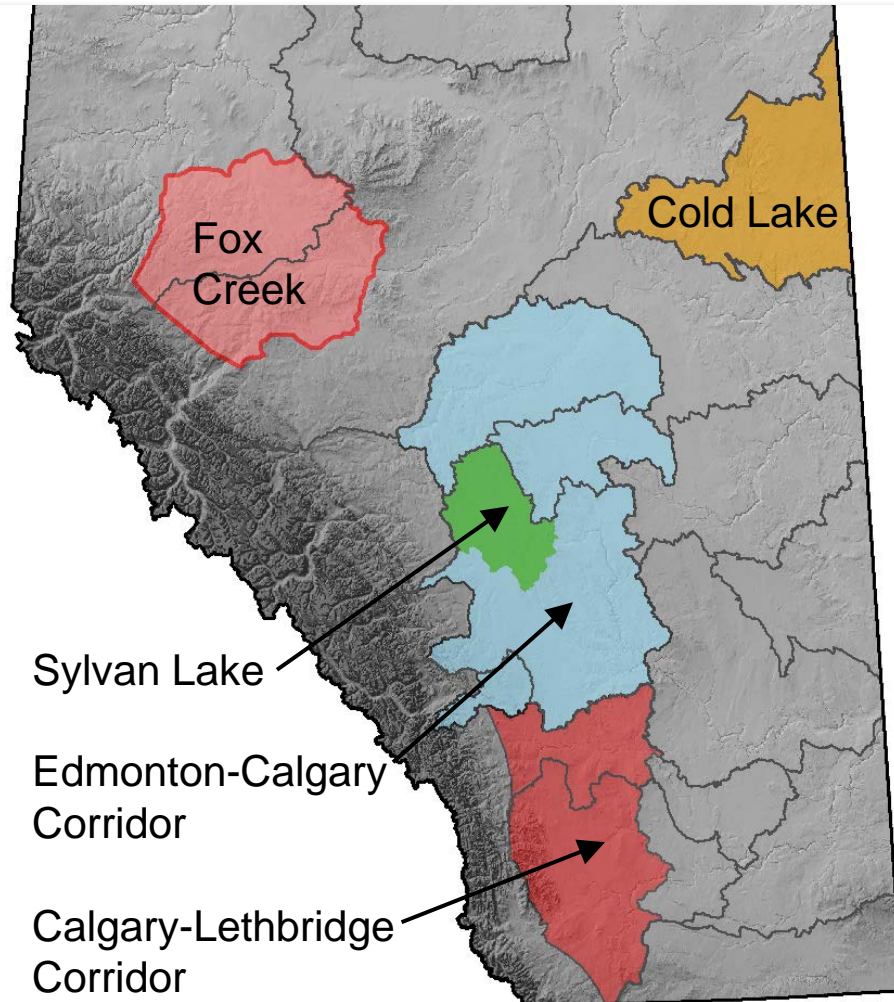 Cold Lake
Fox
Creek
Sylvan Lake
Edmonton-Calgary
Corridor
Calgary-Lethbridge
Corridor